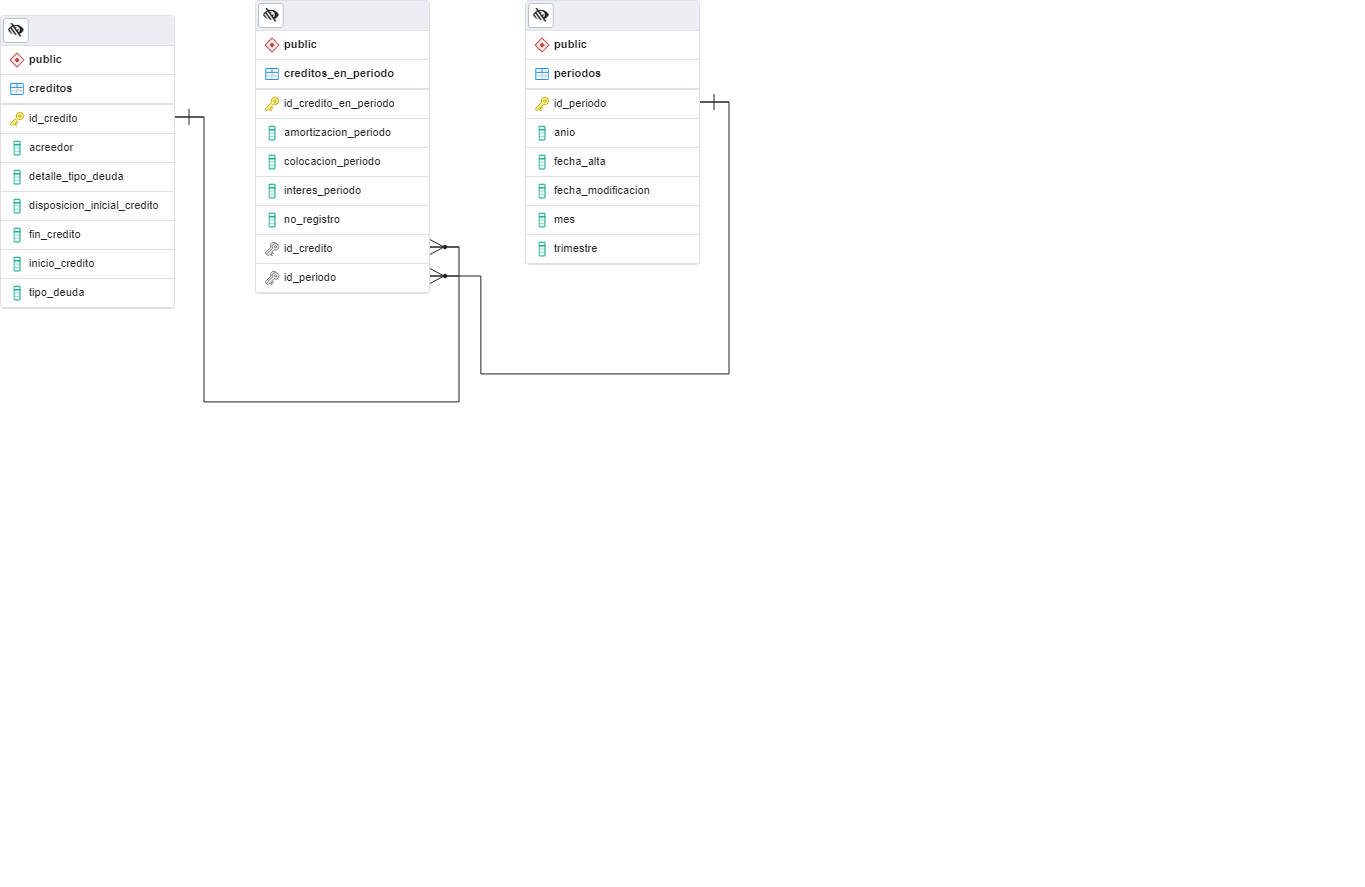 public
creditos
id_credito
acreedor
detalle_tipo_deuda
disposicion_inicial_credito
fin_credito
inicio_credito
tipo_deuda
public
creditos_en_periodo
id_credito_en_periodo
amortizacion_periodo
colocacion_periodo
interes_periodo
no_registro
id_credito
id_periodo
public
periodos
id_periodo
anio
fecha_alta
fecha_modificacion
mes
trimestre